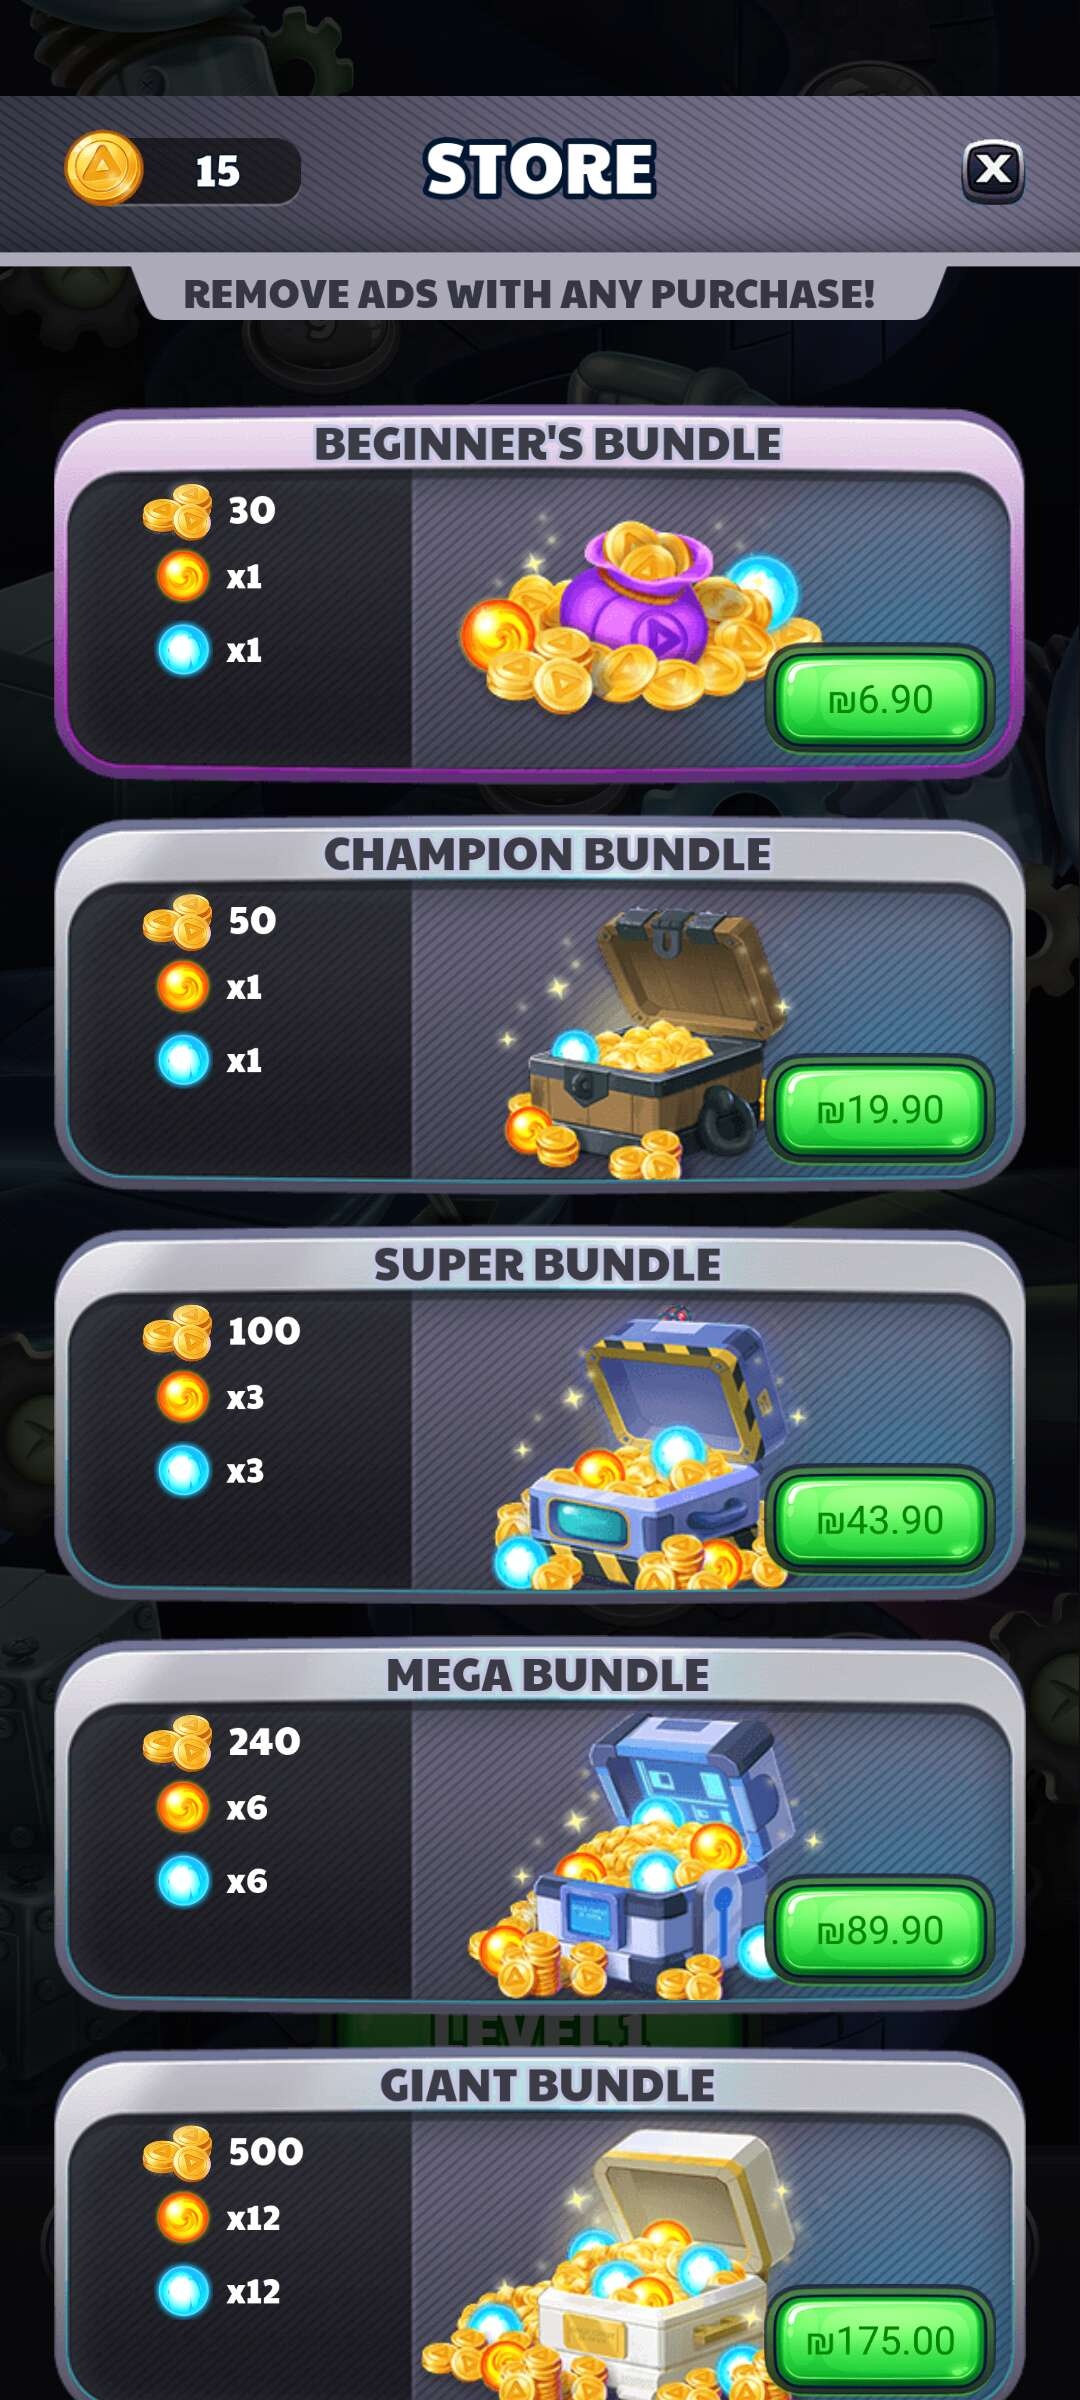 15
STORE
X
REMOVE ADS WITH ANY PURCHASE!
BEGINNER'S BUNDLE
30
x1
x1
₪6.90
CHAMPION BUNDLE
50
x1
x1
₪19.90
SUPER BUNDLE
100
x3
x3
₪43.90
MEGA BUNDLE
240
x6
x6
₪89.90
LEVEL 1
GIANT BUNDLE
500
x12
x12
₪175.00